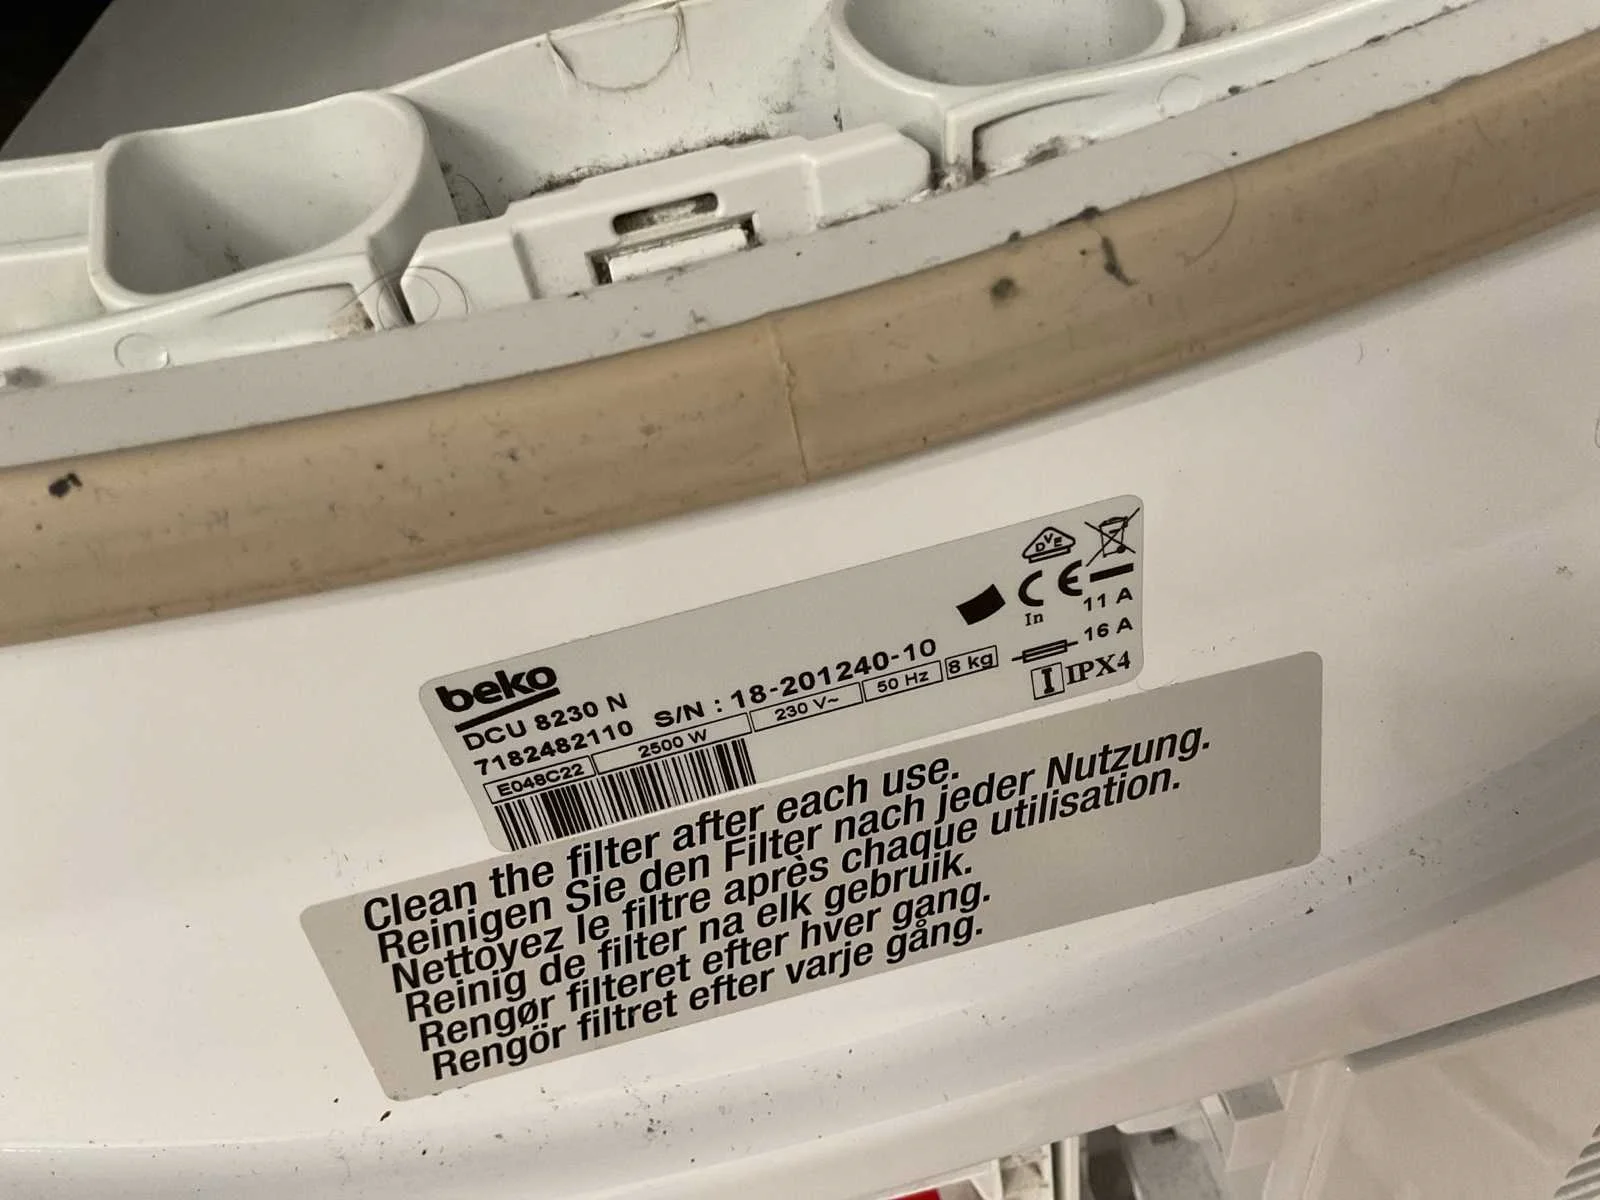 beko
DCU 8230 N
7182482110 S/N : 18-201240-10
E048C22 2500 W 230 V~ 50 Hz 8 kg
DVE
CE
In 11 A
16 A
I IPX4
Clean the filter after each use.
Reinigen Sie den Filter nach jeder Nutzung.
Nettoyez le filtre après chaque utilisation.
Reinig de filter na elk gebruik.
Rengør filteret efter hver gang.
Rengör filtret efter varje gång.